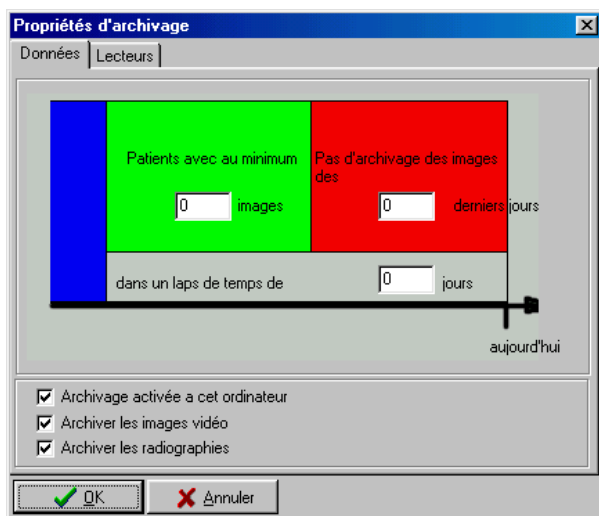 Propriétés d'archivage
Données
Lecteurs
Patients avec au minimum
0 images
Pas d'archivage des images
des
0 derniers jours
dans un laps de temps de 0 jours
aujourd'hui
Archivage activée a cet ordinateur
Archiver les images vidéo
Archiver les radiographies
OK
Annuler